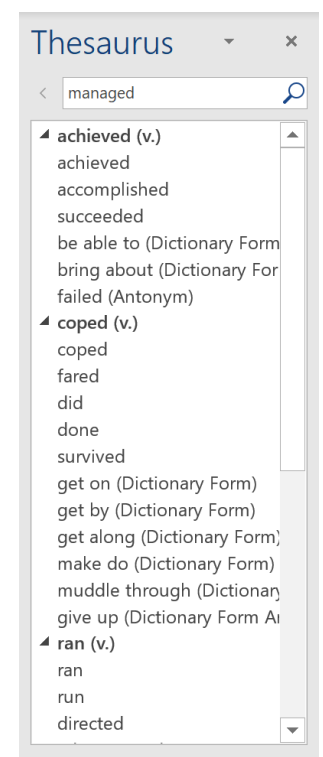 Thesaurus
managed
achieved (v.)
achieved
accomplished
succeeded
be able to (Dictionary Form
bring about (Dictionary For
failed (Antonym)
coped (v.)
coped
fared
did
done
survived
get on (Dictionary Form)
get by (Dictionary Form)
get along (Dictionary Form)
make do (Dictionary Form)
muddle through (Dictionary
give up (Dictionary Form An
ran (v.)
ran
run
directed